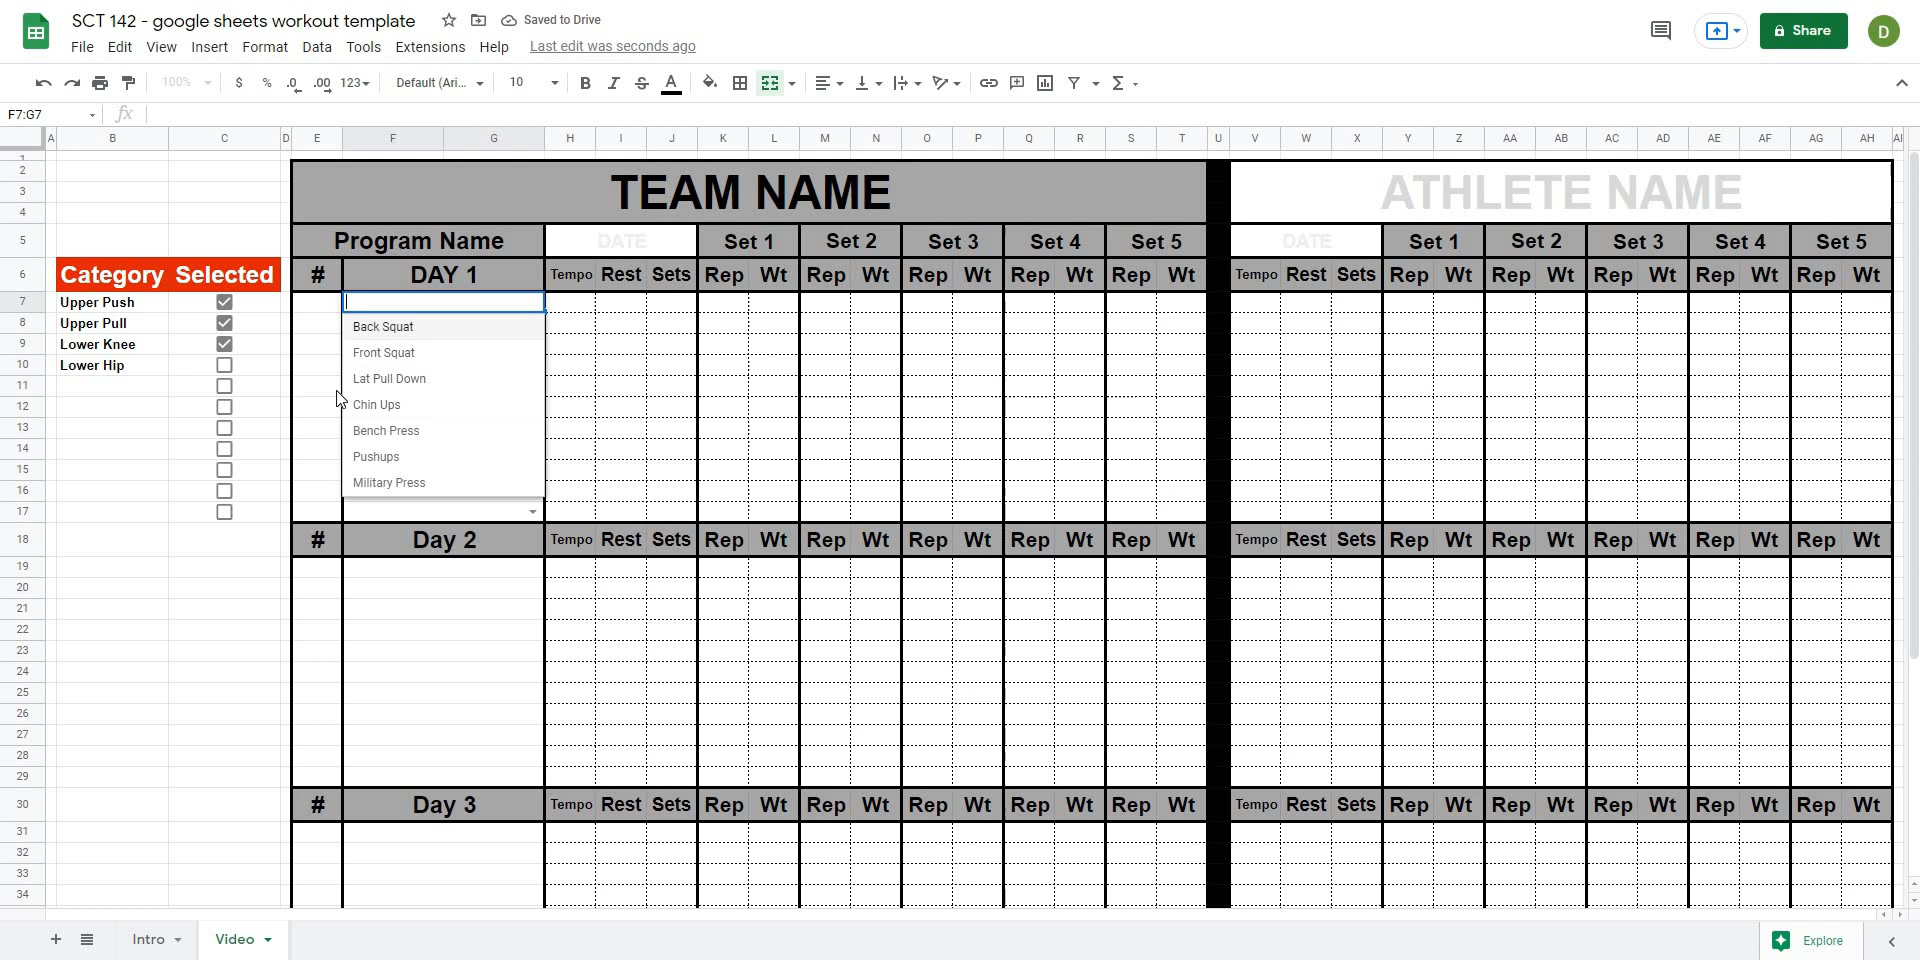 SCT 142 - google sheets workout template
Saved to Drive
File Edit View Insert Format Data Tools Extensions Help Last edit was seconds ago
Share
D
100% $ % .0 .00 123 Default (Ari... 10 B I S A Σ
F7:G7 fx
A B C D E F G H I J K L M N O P Q R S T U V W X Y Z AA AB AC AD AE AF AG AH AI
1
2
3 TEAM NAME ATHLETE NAME
4
5 Program Name DATE Set 1 Set 2 Set 3 Set 4 Set 5 DATE Set 1 Set 2 Set 3 Set 4 Set 5
6 Category Selected # DAY 1 Tempo Rest Sets Rep Wt Rep Wt Rep Wt Rep Wt Rep Wt Tempo Rest Sets Rep Wt Rep Wt Rep Wt Rep Wt Rep Wt
7 Upper Push
8 Upper Pull Back Squat
9 Lower Knee Front Squat
10 Lower Hip
11 Lat Pull Down
12 Chin Ups
13 Bench Press
14 Pushups
15
16 Military Press
17
18 # Day 2 Tempo Rest Sets Rep Wt Rep Wt Rep Wt Rep Wt Rep Wt Tempo Rest Sets Rep Wt Rep Wt Rep Wt Rep Wt Rep Wt
19
20
21
22
23
24
25
26
27
28
29
30 # Day 3 Tempo Rest Sets Rep Wt Rep Wt Rep Wt Rep Wt Rep Wt Tempo Rest Sets Rep Wt Rep Wt Rep Wt Rep Wt Rep Wt
31
32
33
34
Intro Video Explore